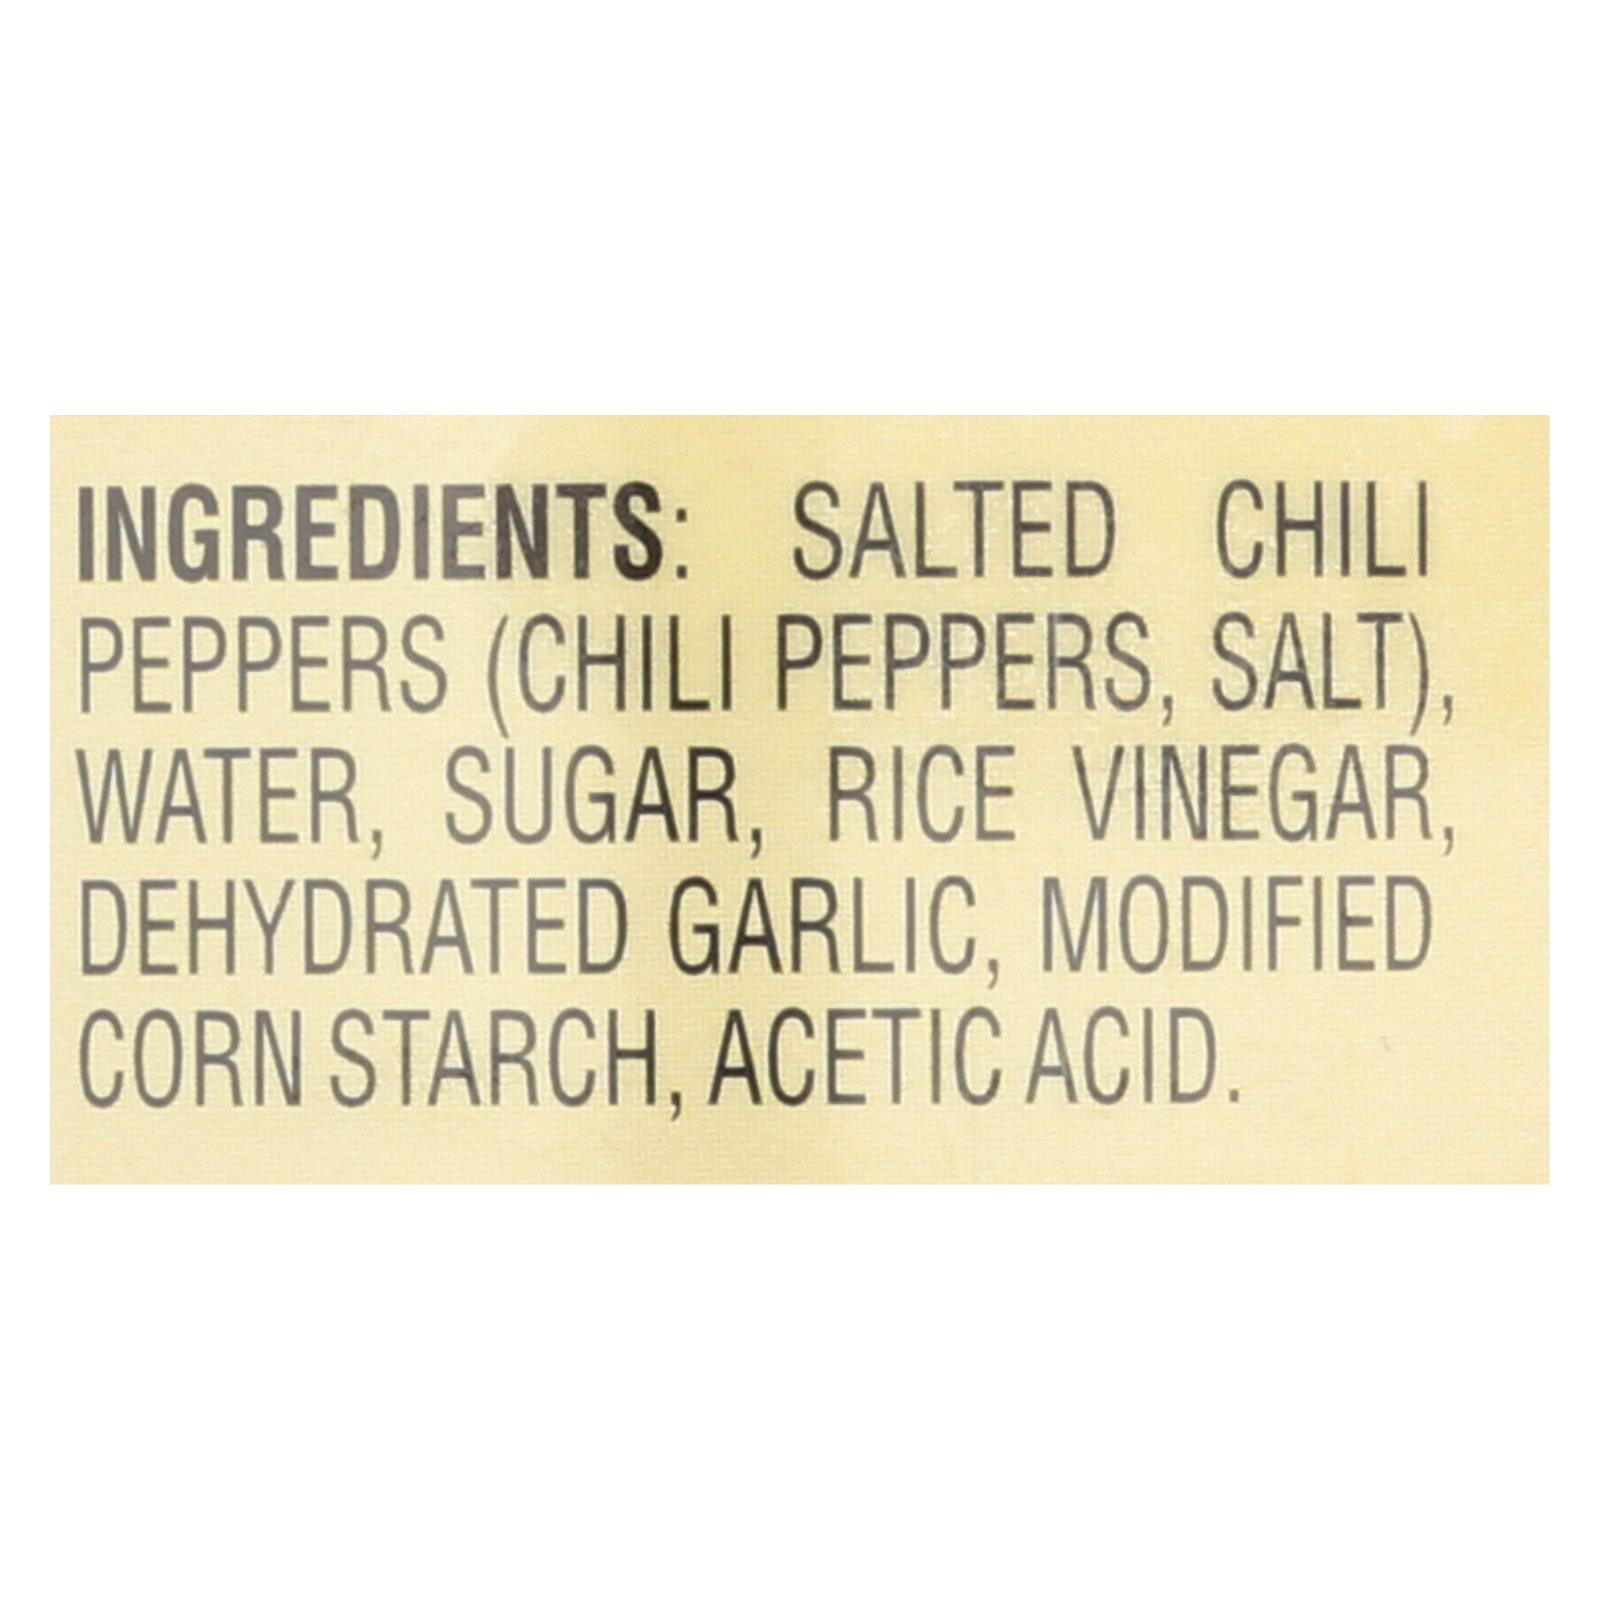 INGREDIENTS: SALTED CHILI
PEPPERS (CHILI PEPPERS, SALT),
WATER, SUGAR, RICE VINEGAR,
DEHYDRATED GARLIC, MODIFIED
CORN STARCH, ACETIC ACID.